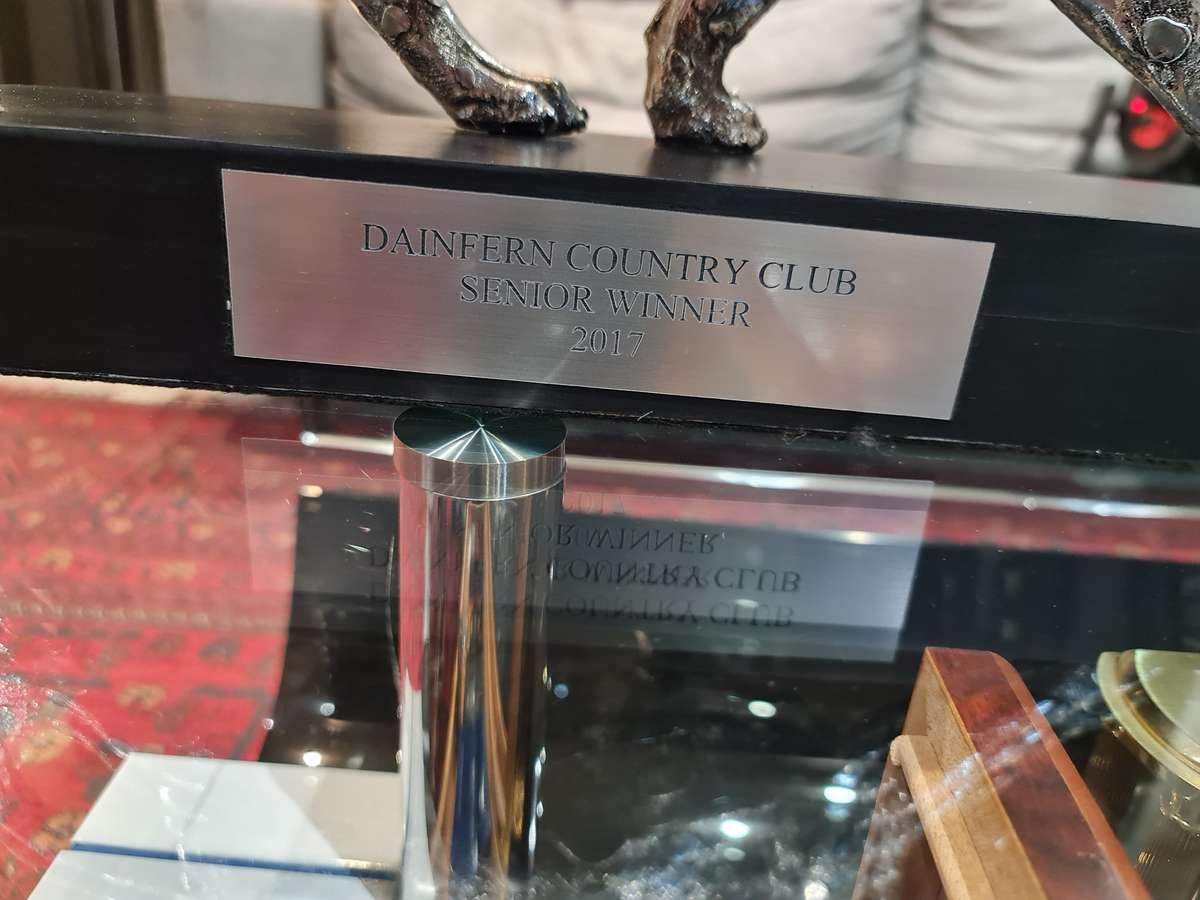 DAINFERN COUNTRY CLUB
SENIOR WINNER
2017